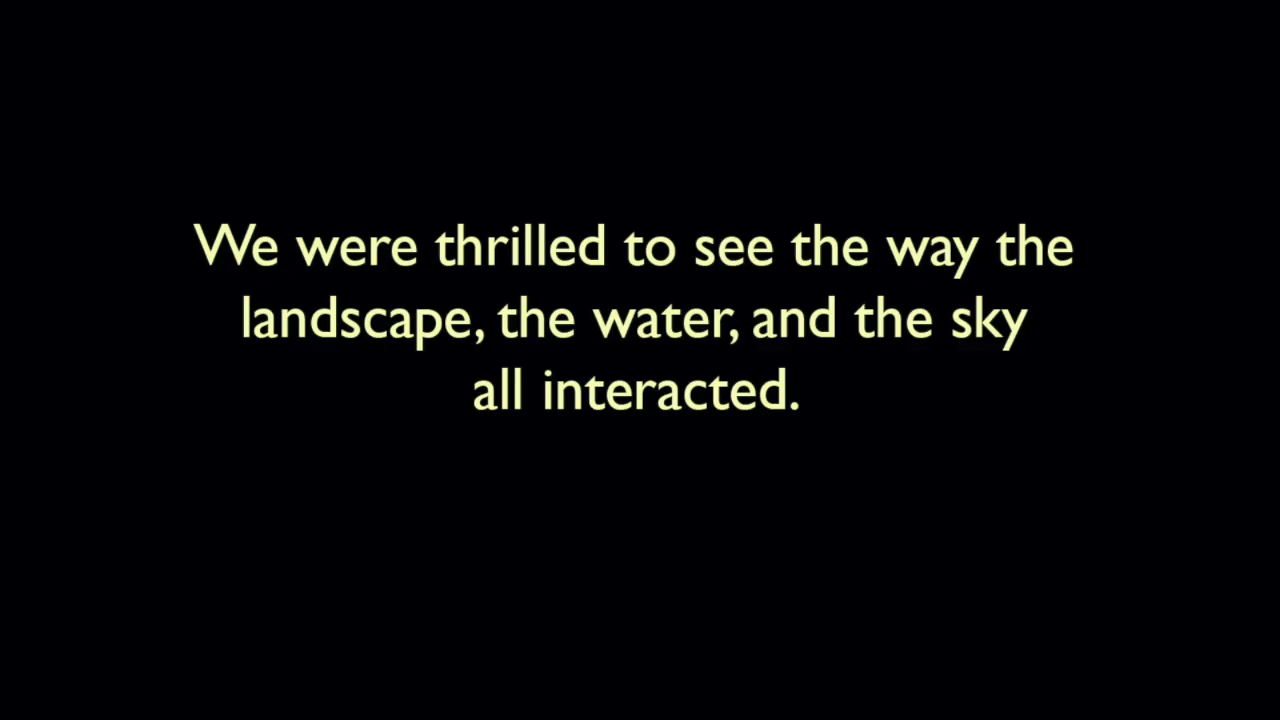 We were thrilled to see the way the
landscape, the water, and the sky
all interacted.